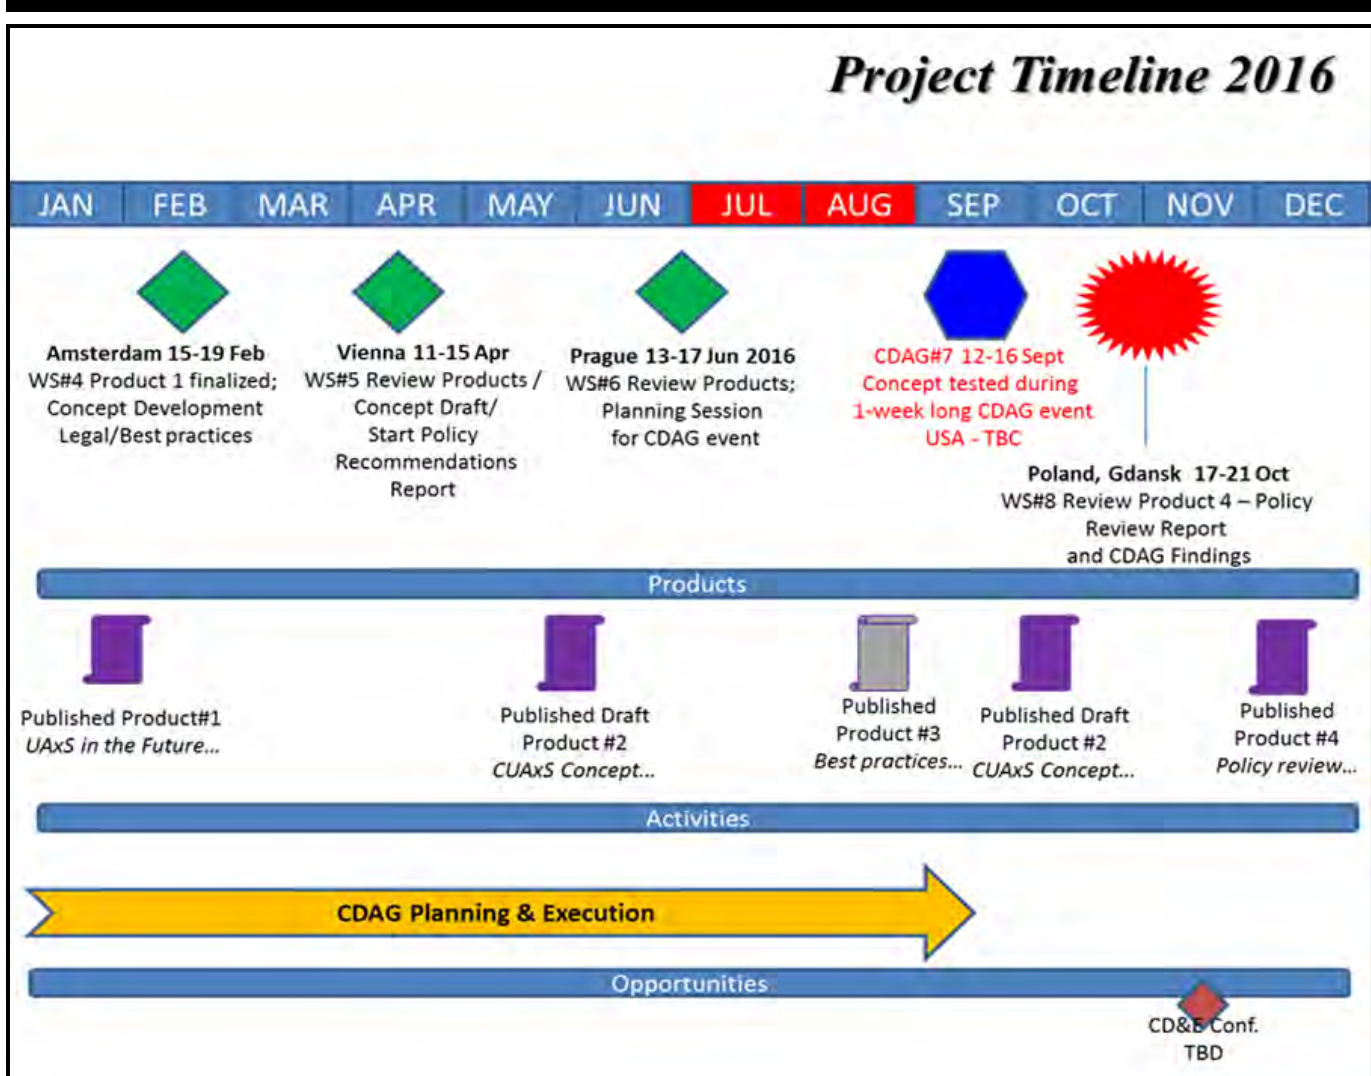 Project Timeline 2016
JAN FEB MAR APR MAY JUN JUL AUG SEP OCT NOV DEC
Amsterdam 15-19 Feb
WS#4 Product 1 finalized;
Concept Development
Legal/Best practices
Vienna 11-15 Apr
WS#5 Review Products /
Concept Draft/
Start Policy
Recommendations
Report
Prague 13-17 Jun 2016
WS#6 Review Products;
Planning Session
for CDAG event
CDAG#7 12-16 Sept
Concept tested during
1-week long CDAG event
USA - TBC
Poland, Gdansk 17-21 Oct
WS#8 Review Product 4 – Policy
Review Report
and CDAG Findings
Products
Published Product#1
UAxS in the Future...
Published Draft
Product #2
CUAxS Concept...
Published
Product #3
Best practices...
Published Draft
Product #2
CUAxS Concept...
Published
Product #4
Policy review...
Activities
CDAG Planning & Execution
Opportunities
CD&E Conf.
TBD